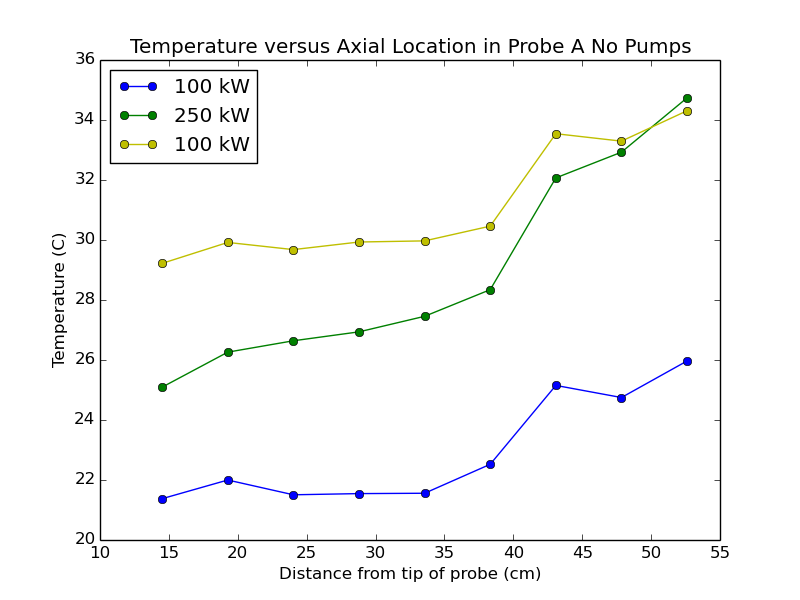 Temperature versus Axial Location in Probe A No Pumps
100 kW
250 kW
100 kW
36
34
32
30
28
26
24
22
20
Temperature (C)
10 15 20 25 30 35 40 45 50 55
Distance from tip of probe (cm)